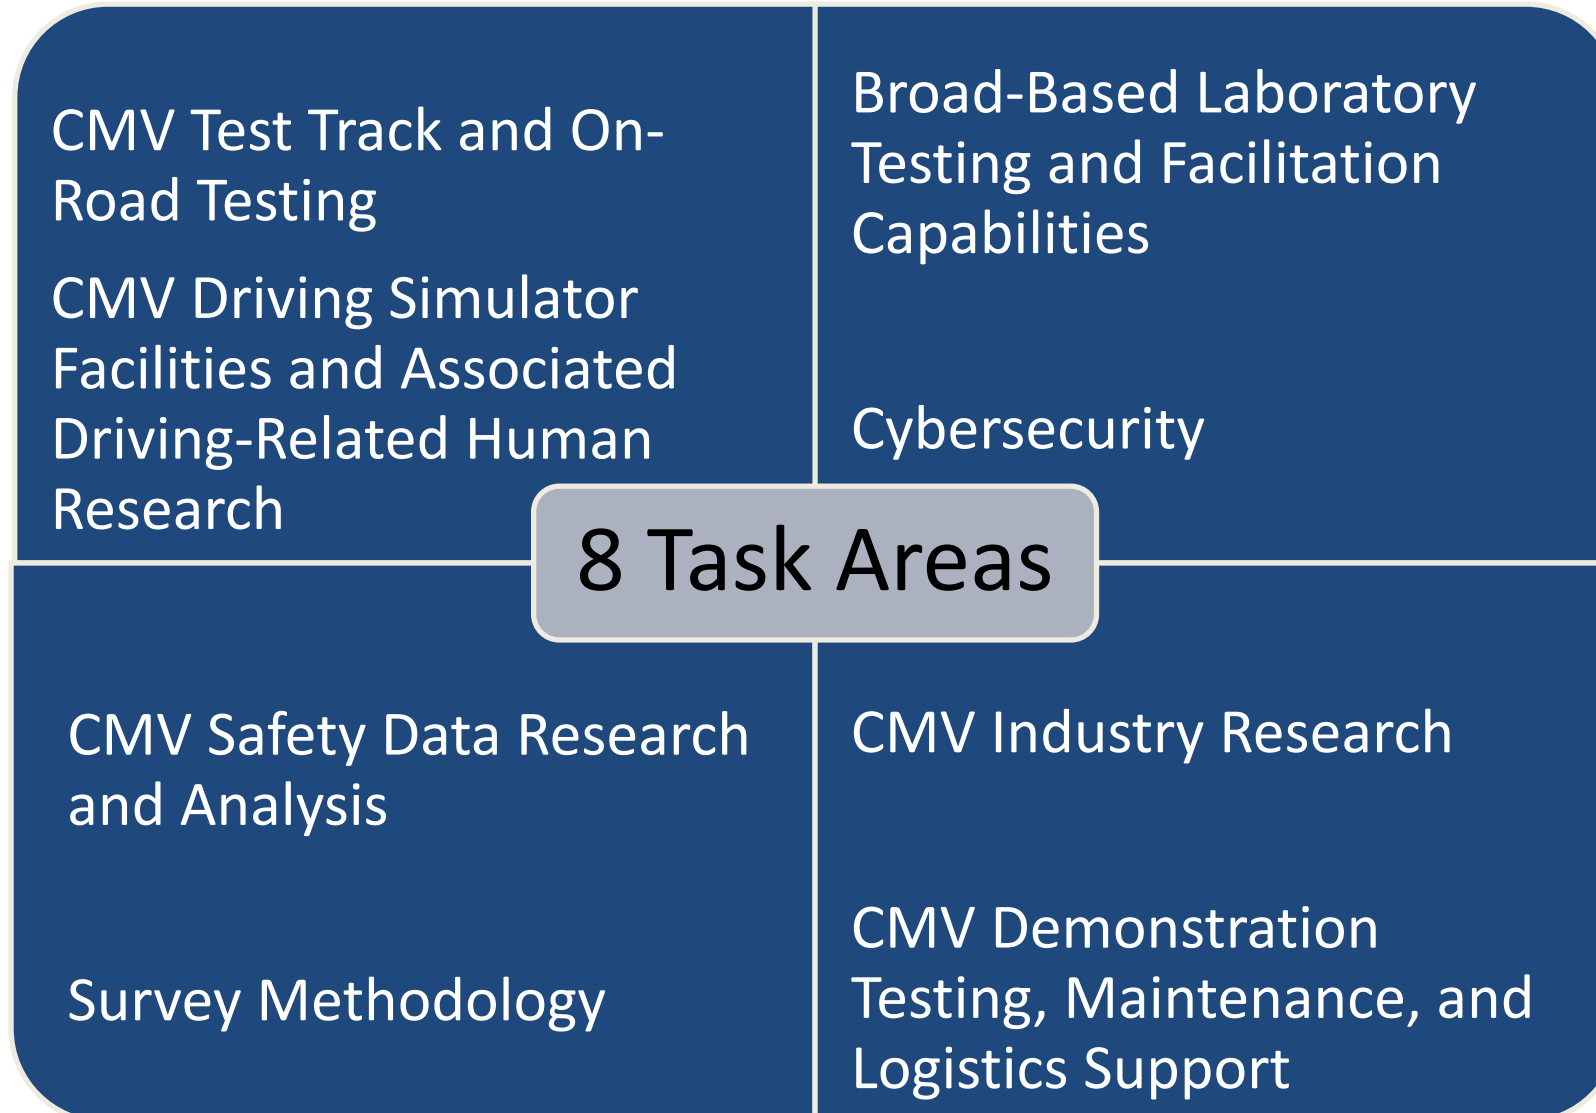 CMV Test Track and On-
Road Testing
CMV Driving Simulator
Facilities and Associated
Driving-Related Human
Research
Broad-Based Laboratory
Testing and Facilitation
Capabilities
Cybersecurity
8 Task Areas
CMV Safety Data Research
and Analysis
Survey Methodology
CMV Industry Research
CMV Demonstration
Testing, Maintenance, and
Logistics Support